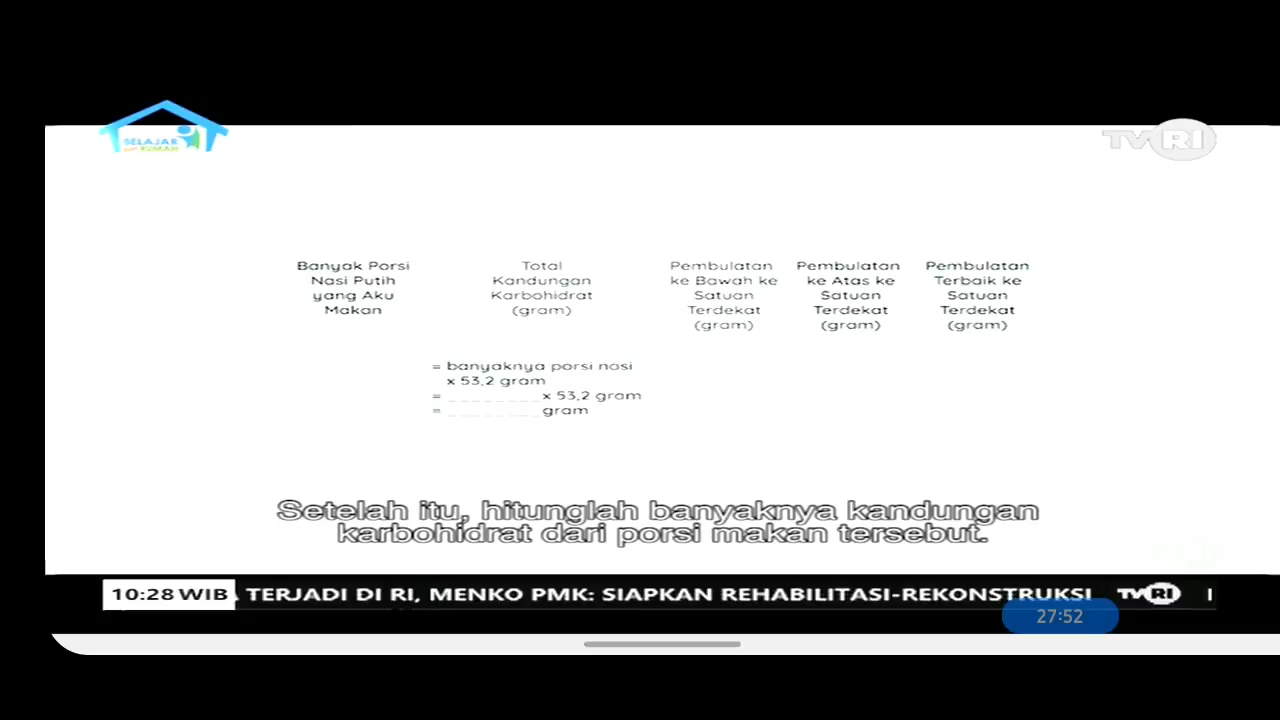 BELAJAR
RUMAH
TVRI
Banyak Porsi
Nasi Putih
yang Aku
Makan
Total
Kandungan
Karbohidrat
(gram)
Pembulatan
ke Bawah ke
Satuan
Terdekat
(gram)
Pembulatan
ke Atas ke
Satuan
Terdekat
(gram)
Pembulatan
Terbaik ke
Satuan
Terdekat
(gram)
= banyaknya porsi nasi
x 53,2 gram
= _ _ _ _ _ _ _ _ x 53,2 gram
= _ _ _ _ _ _ _ _ gram
Setelah itu, hitunglah banyaknya kandungan
karbohidrat dari porsi makan tersebut.
10:28 WIB TERJADI DI RI, MENKO PMK: SIAPKAN REHABILITASI-REKONSTRUKSI TVRI
27:52